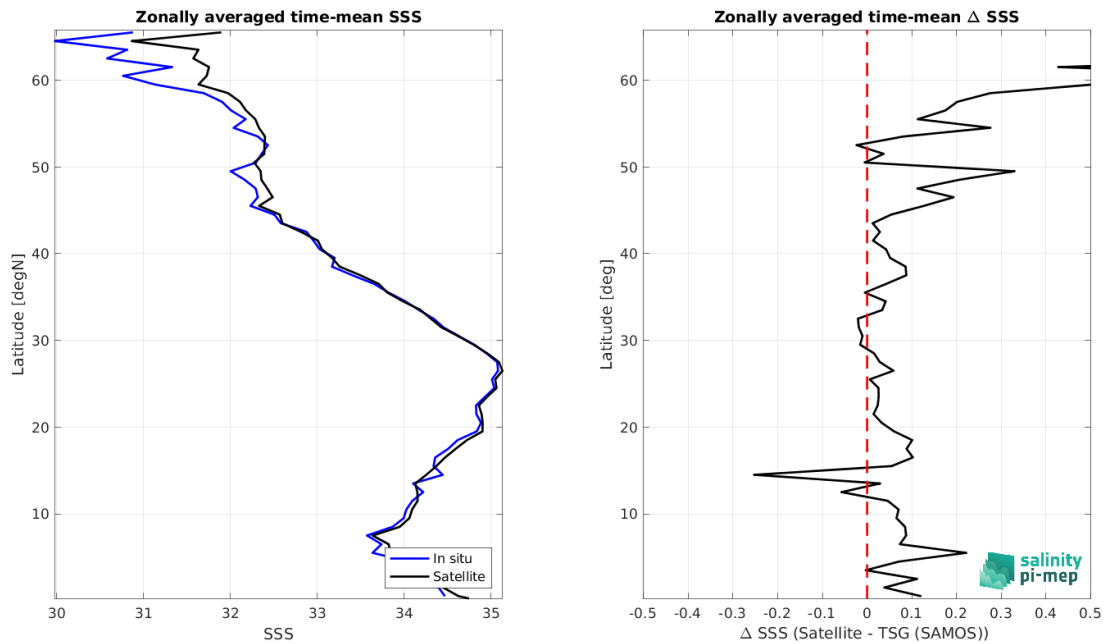 Zonally averaged time-mean SSS
Zonally averaged time-mean Δ SSS
Latitude [degN]
60
50
40
30
20
10
30
31
32
33
34
35
SSS
In situ
Satellite
Latitude [deg]
60
50
40
30
20
10
-0.5
-0.4
-0.3
-0.2
-0.1
0
0.1
0.2
0.3
0.4
0.5
Δ SSS (Satellite - TSG (SAMOS))
salinity
pi-mep